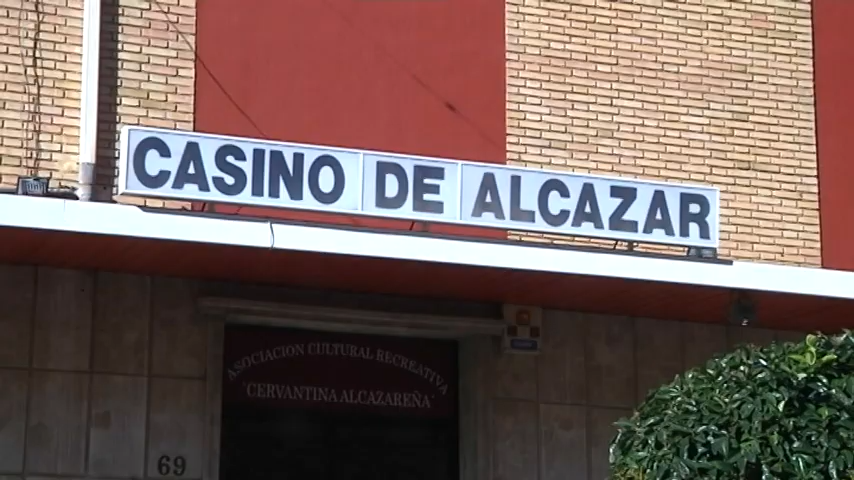 CASINO DE ALCAZAR
ASOCIACION CULTURAL RECREATIVA
"CERVANTINA ALCAZAREÑA"
69